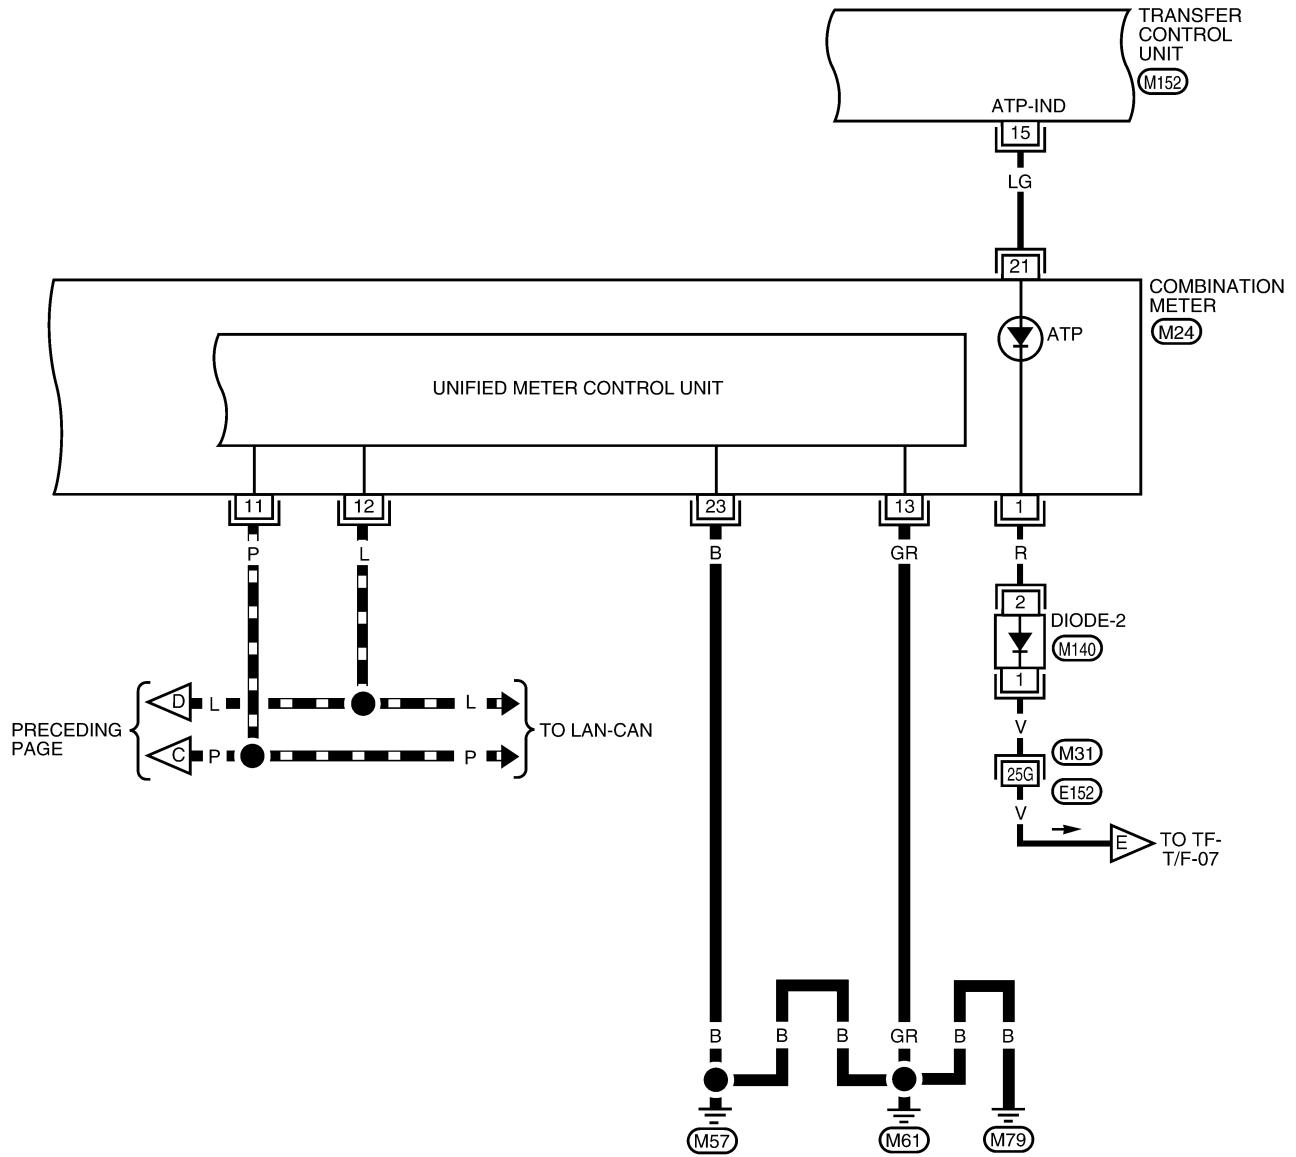 TRANSFER
CONTROL
UNIT
M152
ATP-IND
15
LG
21
COMBINATION
METER
M24
ATP
UNIFIED METER CONTROL UNIT
11
12
23
13
1
P
L
B
GR
R
2
DIODE-2
M140
1
D
L
L
PRECEDING
PAGE
TO LAN-CAN
C
P
P
V
M31
25G
E152
V
E
TO TF-
T/F-07
B
B
B
GR
B
B
M57
M61
M79